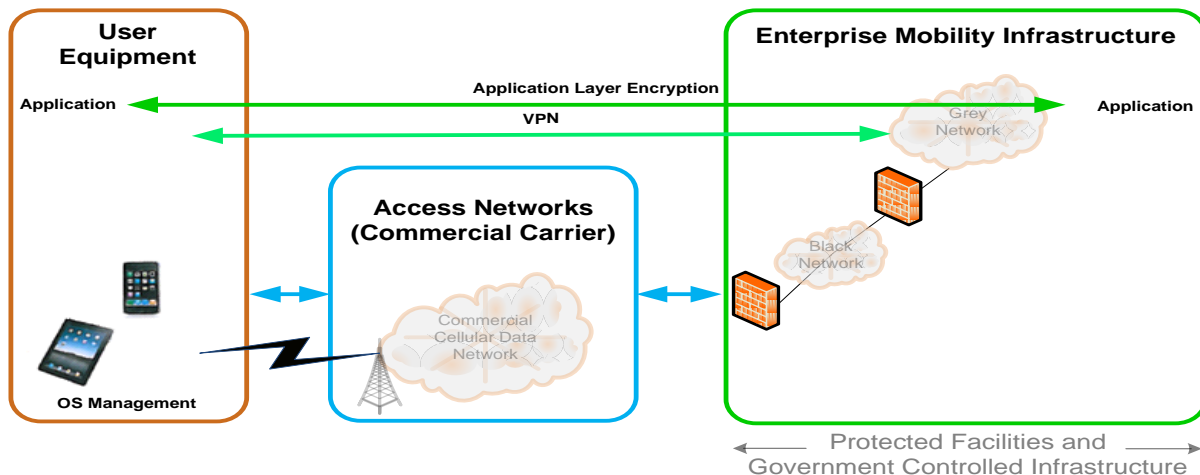 User
Equipment
Application
OS Management
Application Layer Encryption
VPN
Access Networks
(Commercial Carrier)
Commercial
Cellular Data
Network
Enterprise Mobility Infrastructure
Grey
Network
Application
Black
Network
Protected Facilities and
Government Controlled Infrastructure